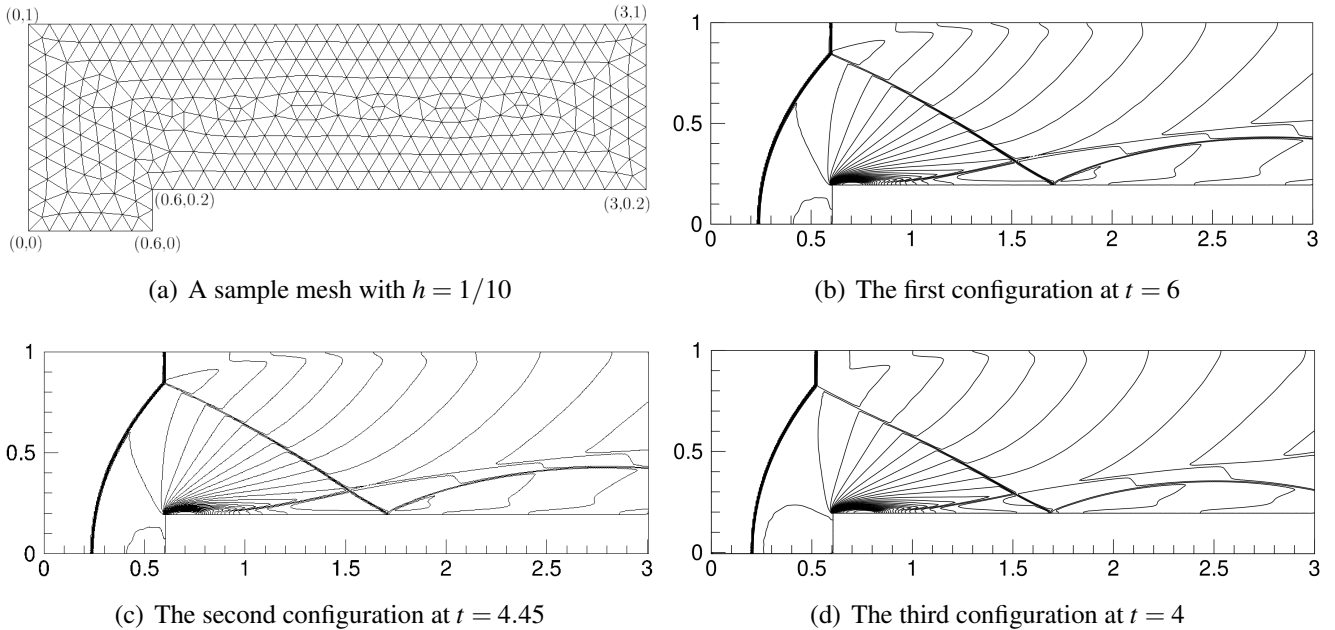 (0,1)
(3,1)
(0.6,0.2)
(3,0.2)
(0,0)
(0.6,0)
(a) A sample mesh with h = 1/10
1
0.5
0
0 0.5 1 1.5 2 2.5 3
(b) The first configuration at t = 6
1
0.5
0
0 0.5 1 1.5 2 2.5 3
(c) The second configuration at t = 4.45
1
0.5
0
0 0.5 1 1.5 2 2.5 3
(d) The third configuration at t = 4